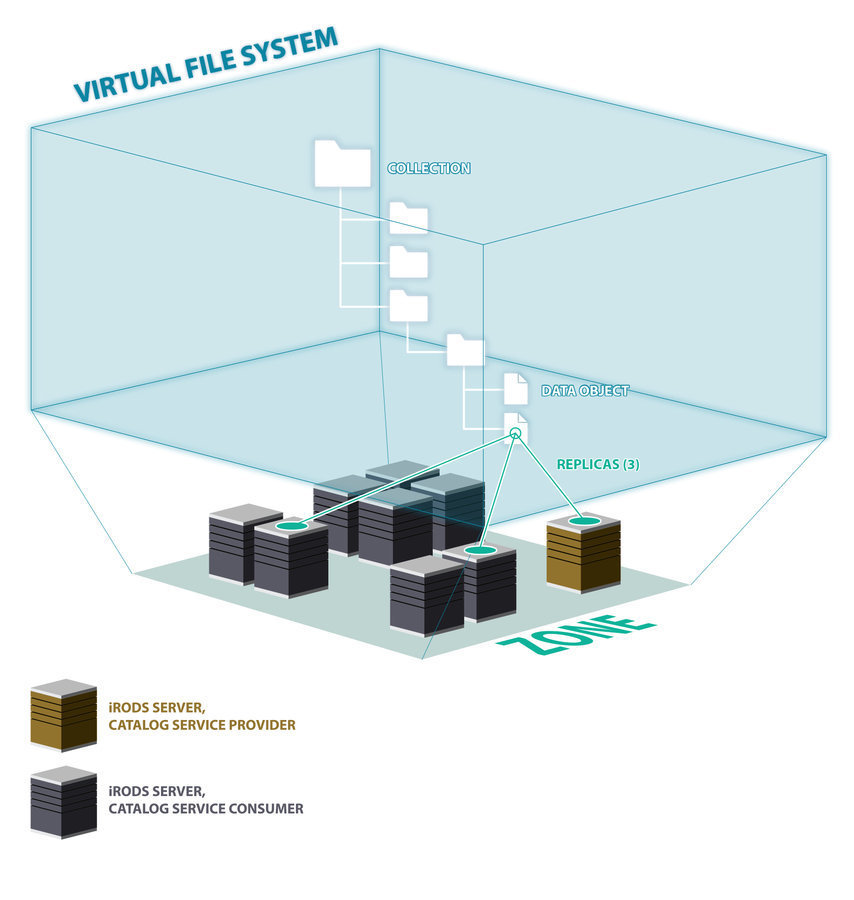 VIRTUAL FILE SYSTEM
COLLECTION
DATA OBJECT
REPLICAS (3)
ZONE
iRODS SERVER,
CATALOG SERVICE PROVIDER
iRODS SERVER,
CATALOG SERVICE CONSUMER